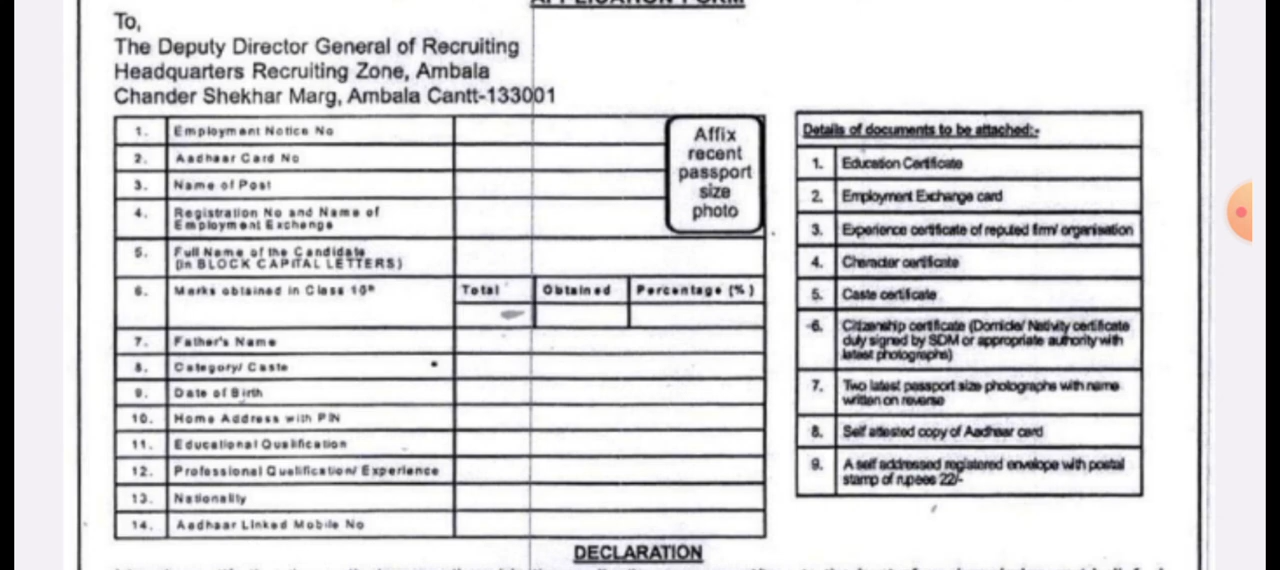 APPLICATION FORM
To,
The Deputy Director General of Recruiting
Headquarters Recruiting Zone, Ambala
Chander Shekhar Marg, Ambala Cantt-133001
1. Employment Notice No
2. Aadhaar Card No
3. Name of Post
4. Registration No and Name of
Employment Exchange
5. Full Name of the Candidate
(in BLOCK CAPITAL LETTERS)
6. Marks obtained in Class 10th
Total Obtained Percentage (%)
7. Father's Name
8. Category/ Caste
9. Date of Birth
10. Home Address with PIN
11. Educational Qualification
12. Professional Qualification/ Experience
13. Nationality
14. Aadhaar Linked Mobile No
Affix
recent
passport
size
photo
Details of documents to be attached:-
1. Education Certificate
2. Employment Exchange card
3. Experience certificate of reputed firm/ organisation
4. Character certificate
5. Caste certificate
6. Citizenship certificate (Domicile/ Nativity certificate
duly signed by SDM or appropriate authority with
latest photographs)
7. Two latest passport size photographs with name
written on reverse
8. Self attested copy of Aadhaar card
9. A self addressed registered envelope with postal
stamp of rupees 22/-
DECLARATION